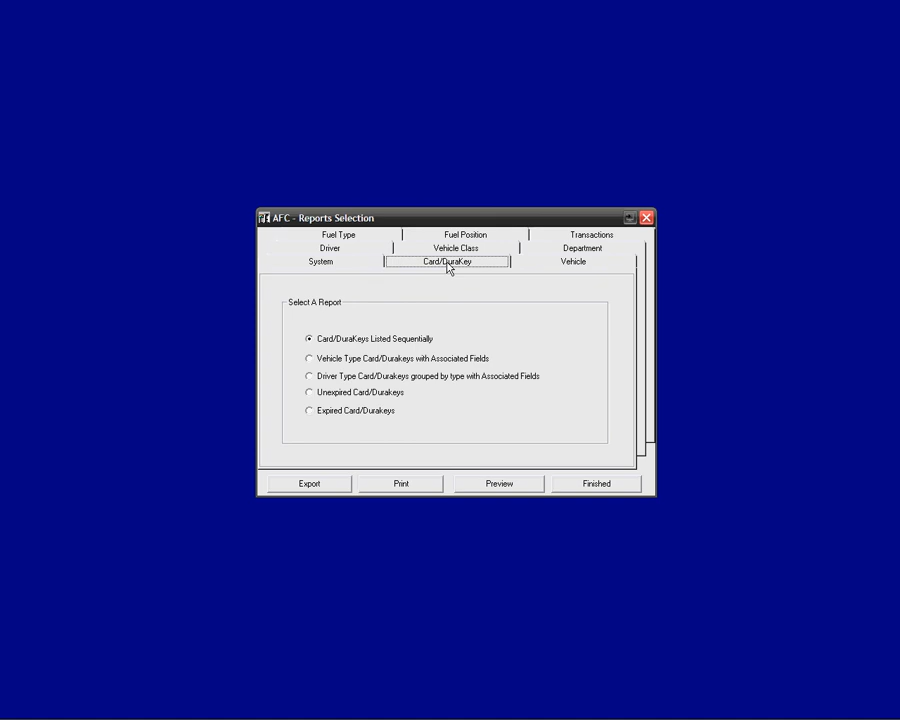 AFC - Reports Selection
Fuel Type Fuel Position Transactions
Driver Vehicle Class Department
System Card/DuraKey Vehicle
Select A Report
Card/DuraKeys Listed Sequentially
Vehicle Type Card/Durakeys with Associated Fields
Driver Type Card/Durakeys grouped by type with Associated Fields
Unexpired Card/Durakeys
Expired Card/Durakeys
Export Print Preview Finished